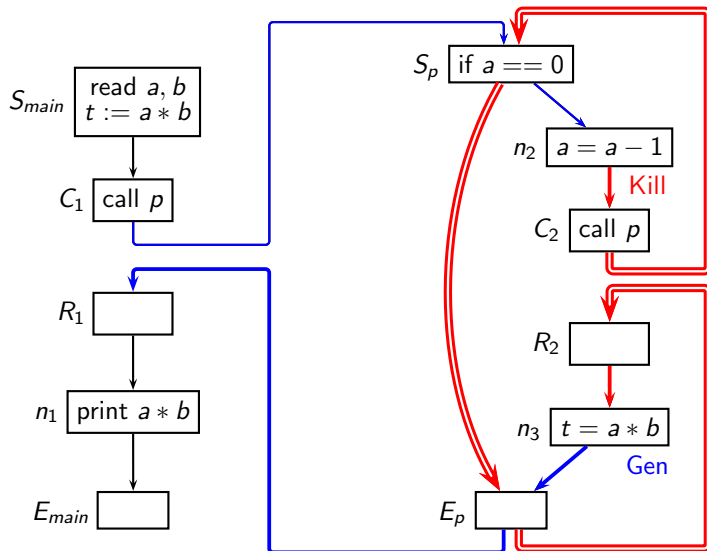 S_main
read a, b
t := a ∗ b
C_1
call p
R_1
n_1
print a ∗ b
E_main
S_p
if a == 0
n_2
a = a − 1
Kill
C_2
call p
R_2
n_3
t = a ∗ b
Gen
E_p